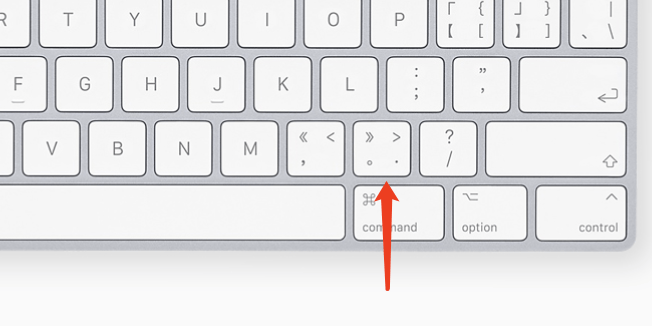 R T Y U I O P 「 { 」 } |
【 [ 】 ] 、 \
F G H J K L : ”
; ’
V B N M 《 < 》 > ?
， 。 . /
⌘ ⌥ ^
command option control